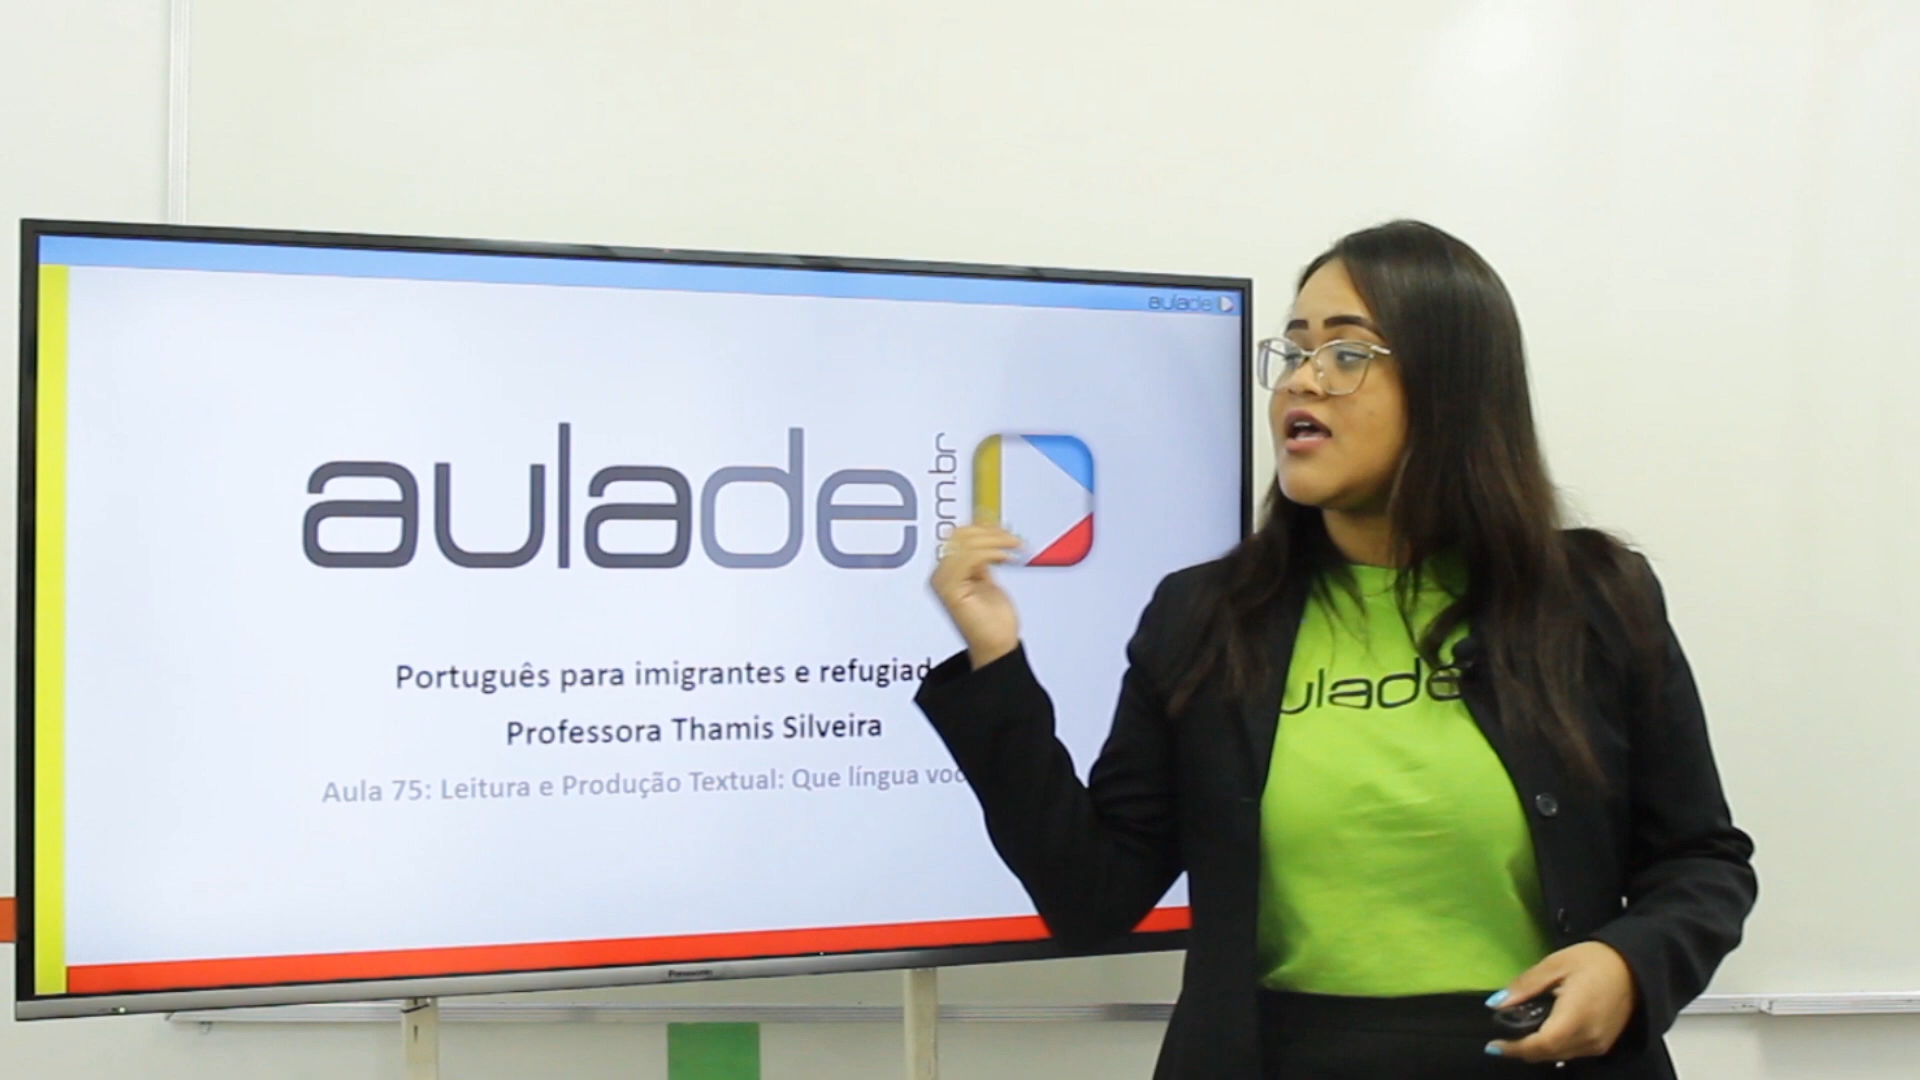 aulade
aulade
com.br
Português para imigrantes e refugiad
Professora Thamis Silveira
Aula 75: Leitura e Produção Textual: Que língua voc
ulade
Panasonic